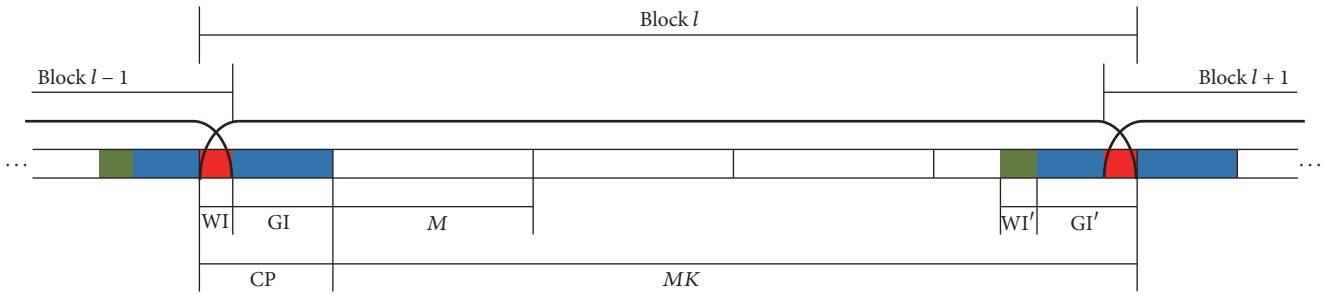 Block l
Block l − 1
Block l + 1
... ...
WI GI M WI′ GI′
CP MK